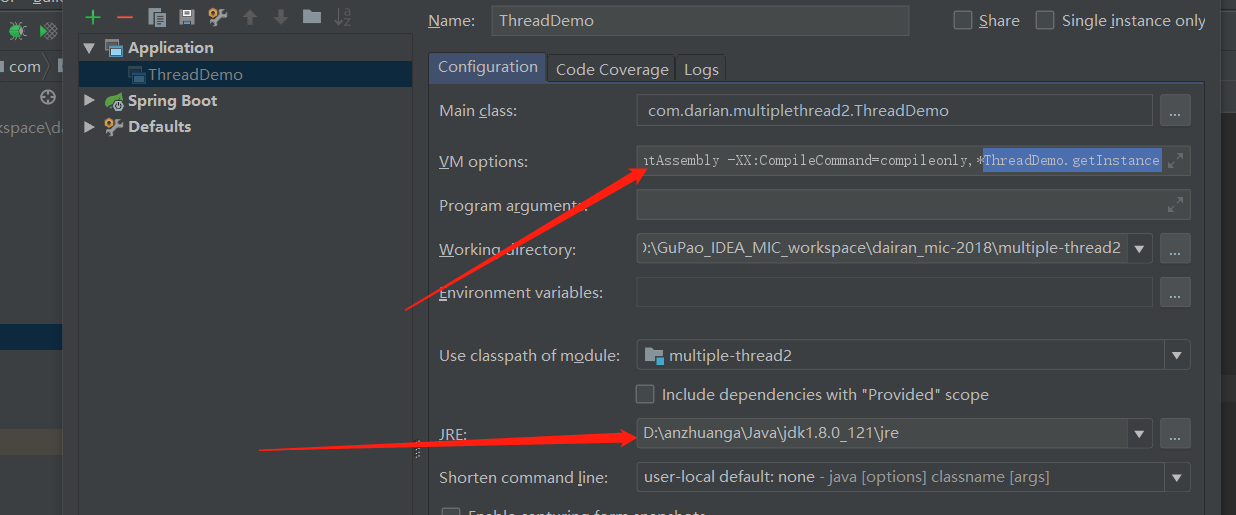 Name: ThreadDemo Share Single instance only
Application
ThreadDemo
Spring Boot
Defaults
com
kspace\da
Configuration Code Coverage Logs
Main class: com.darian.multiplethread2.ThreadDemo ...
VM options: ntAssembly -XX:CompileCommand=compileonly,*ThreadDemo.getInstance
Program arguments:
Working directory: D:\GuPao_IDEA_MIC_workspace\dairan_mic-2018\multiple-thread2 ...
Environment variables: ...
Use classpath of module: multiple-thread2
Include dependencies with "Provided" scope
JRE: D:\anzhuanga\Java\jdk1.8.0_121\jre ...
Shorten command line: user-local default: none - java [options] classname [args]